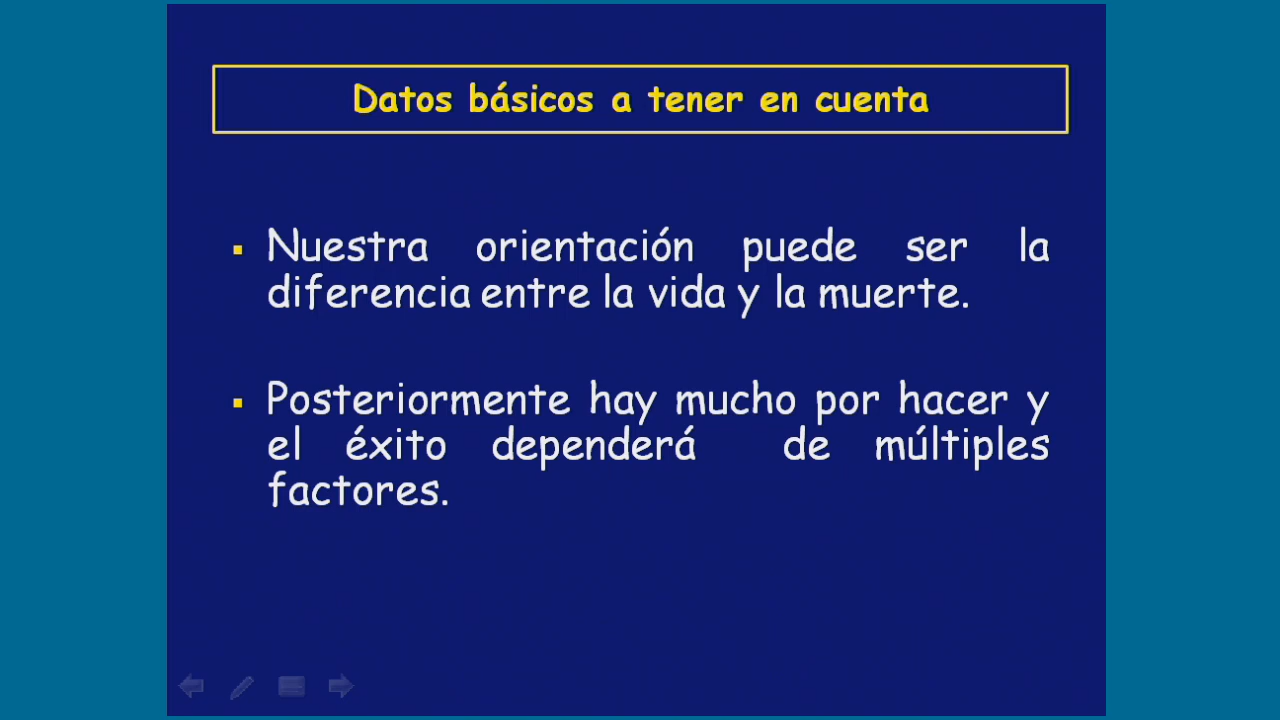 Datos básicos a tener en cuenta
Nuestra orientación puede ser la
diferencia entre la vida y la muerte.
Posteriormente hay mucho por hacer y
el éxito dependerá de múltiples
factores.